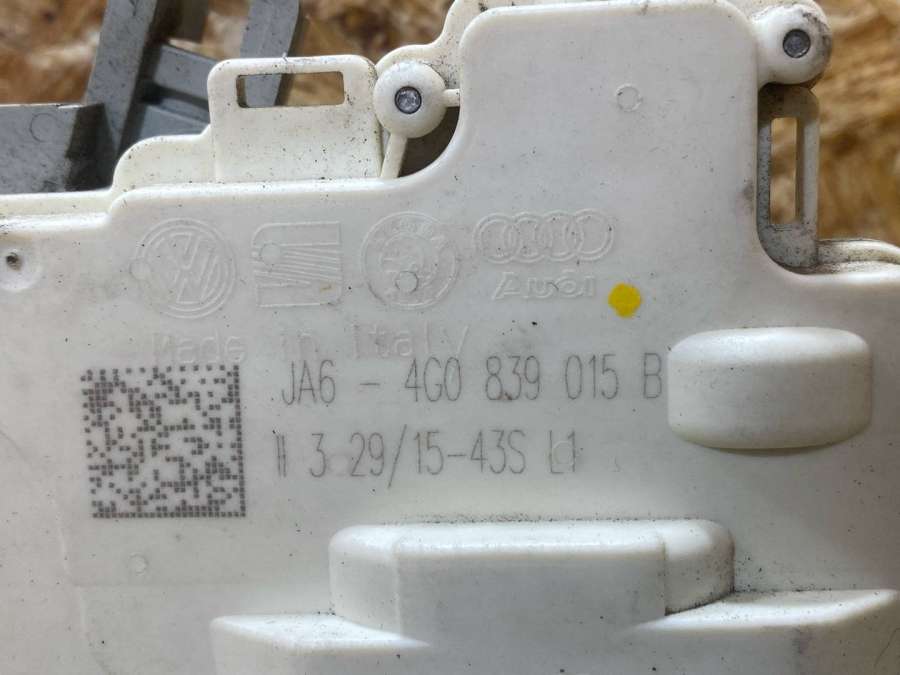 Audi
Made in Italy
JA6 - 4G0 839 015 B
3 29/15-43S L1